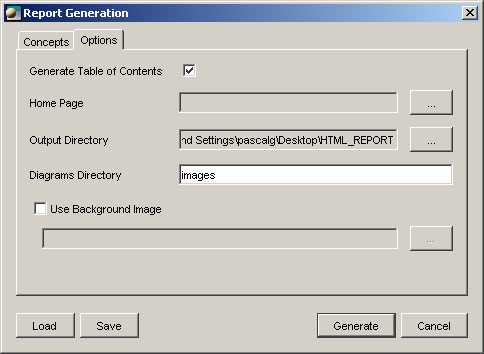 Report Generation
Concepts Options
Generate Table of Contents
Home Page ...
Output Directory nd Settings\pascalg\Desktop\HTML_REPORT ...
Diagrams Directory images
Use Background Image
...
Load Save Generate Cancel